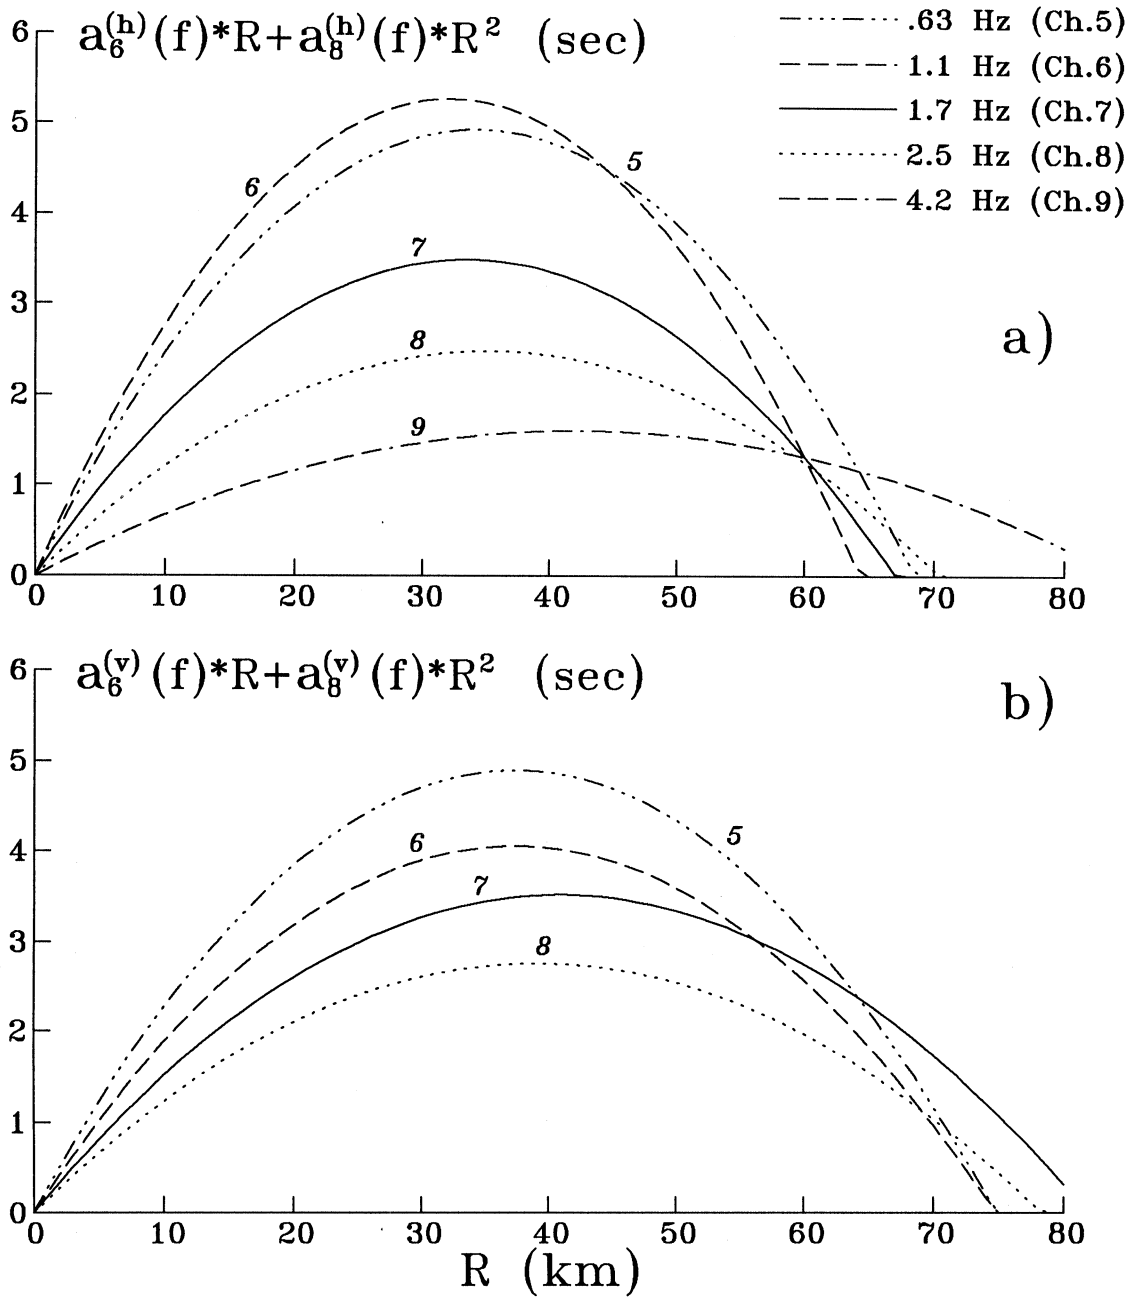 a₆⁽ʰ⁾(f)*R+a₈⁽ʰ⁾(f)*R² (sec)
.63 Hz (Ch.5)
1.1 Hz (Ch.6)
1.7 Hz (Ch.7)
2.5 Hz (Ch.8)
4.2 Hz (Ch.9)
6
5
4
3
2
1
0
6
5
7
8
9
a)
0 10 20 30 40 50 60 70 80
a₆⁽ᵛ⁾(f)*R+a₈⁽ᵛ⁾(f)*R² (sec)
b)
6
5
4
3
2
1
0
5
6
7
8
0 10 20 30 40 50 60 70 80
R (km)